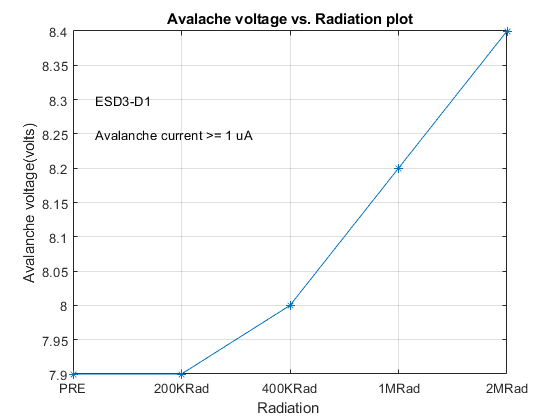 Avalache voltage vs. Radiation plot
8.4
8.35
8.3
8.25
8.2
8.15
8.1
8.05
8
7.95
7.9
Avalanche voltage(volts)
ESD3-D1
Avalanche current >= 1 uA
PRE 200KRad 400KRad 1MRad 2MRad
Radiation